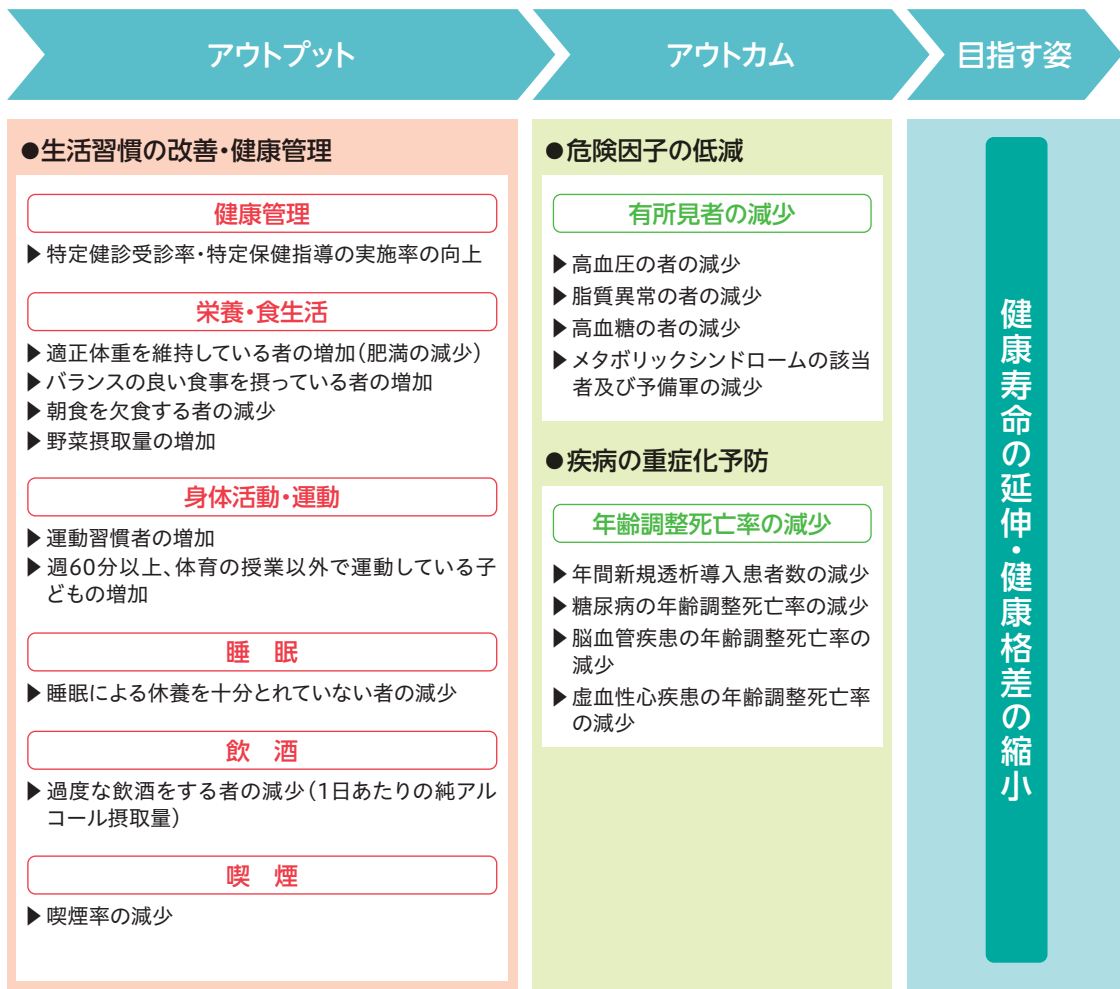 アウトプット
アウトカム
目指す姿
●生活習慣の改善・健康管理
健康管理
▶特定健診受診率・特定保健指導の実施率の向上
栄養・食生活
▶適正体重を維持している者の増加(肥満の減少)
▶バランスの良い食事を摂っている者の増加
▶朝食を欠食する者の減少
▶野菜摂取量の増加
身体活動・運動
▶運動習慣者の増加
▶週60分以上、体育の授業以外で運動している子
どもの増加
睡　眠
▶睡眠による休養を十分とれていない者の減少
飲　酒
▶過度な飲酒をする者の減少(1日あたりの純アル
コール摂取量)
喫　煙
▶喫煙率の減少
●危険因子の低減
有所見者の減少
▶高血圧の者の減少
▶脂質異常の者の減少
▶高血糖の者の減少
▶メタボリックシンドロームの該当
者及び予備軍の減少
●疾病の重症化予防
年齢調整死亡率の減少
▶年間新規透析導入患者数の減少
▶糖尿病の年齢調整死亡率の減少
▶脳血管疾患の年齢調整死亡率の
減少
▶虚血性心疾患の年齢調整死亡率
の減少
健康寿命の延伸・健康格差の縮小